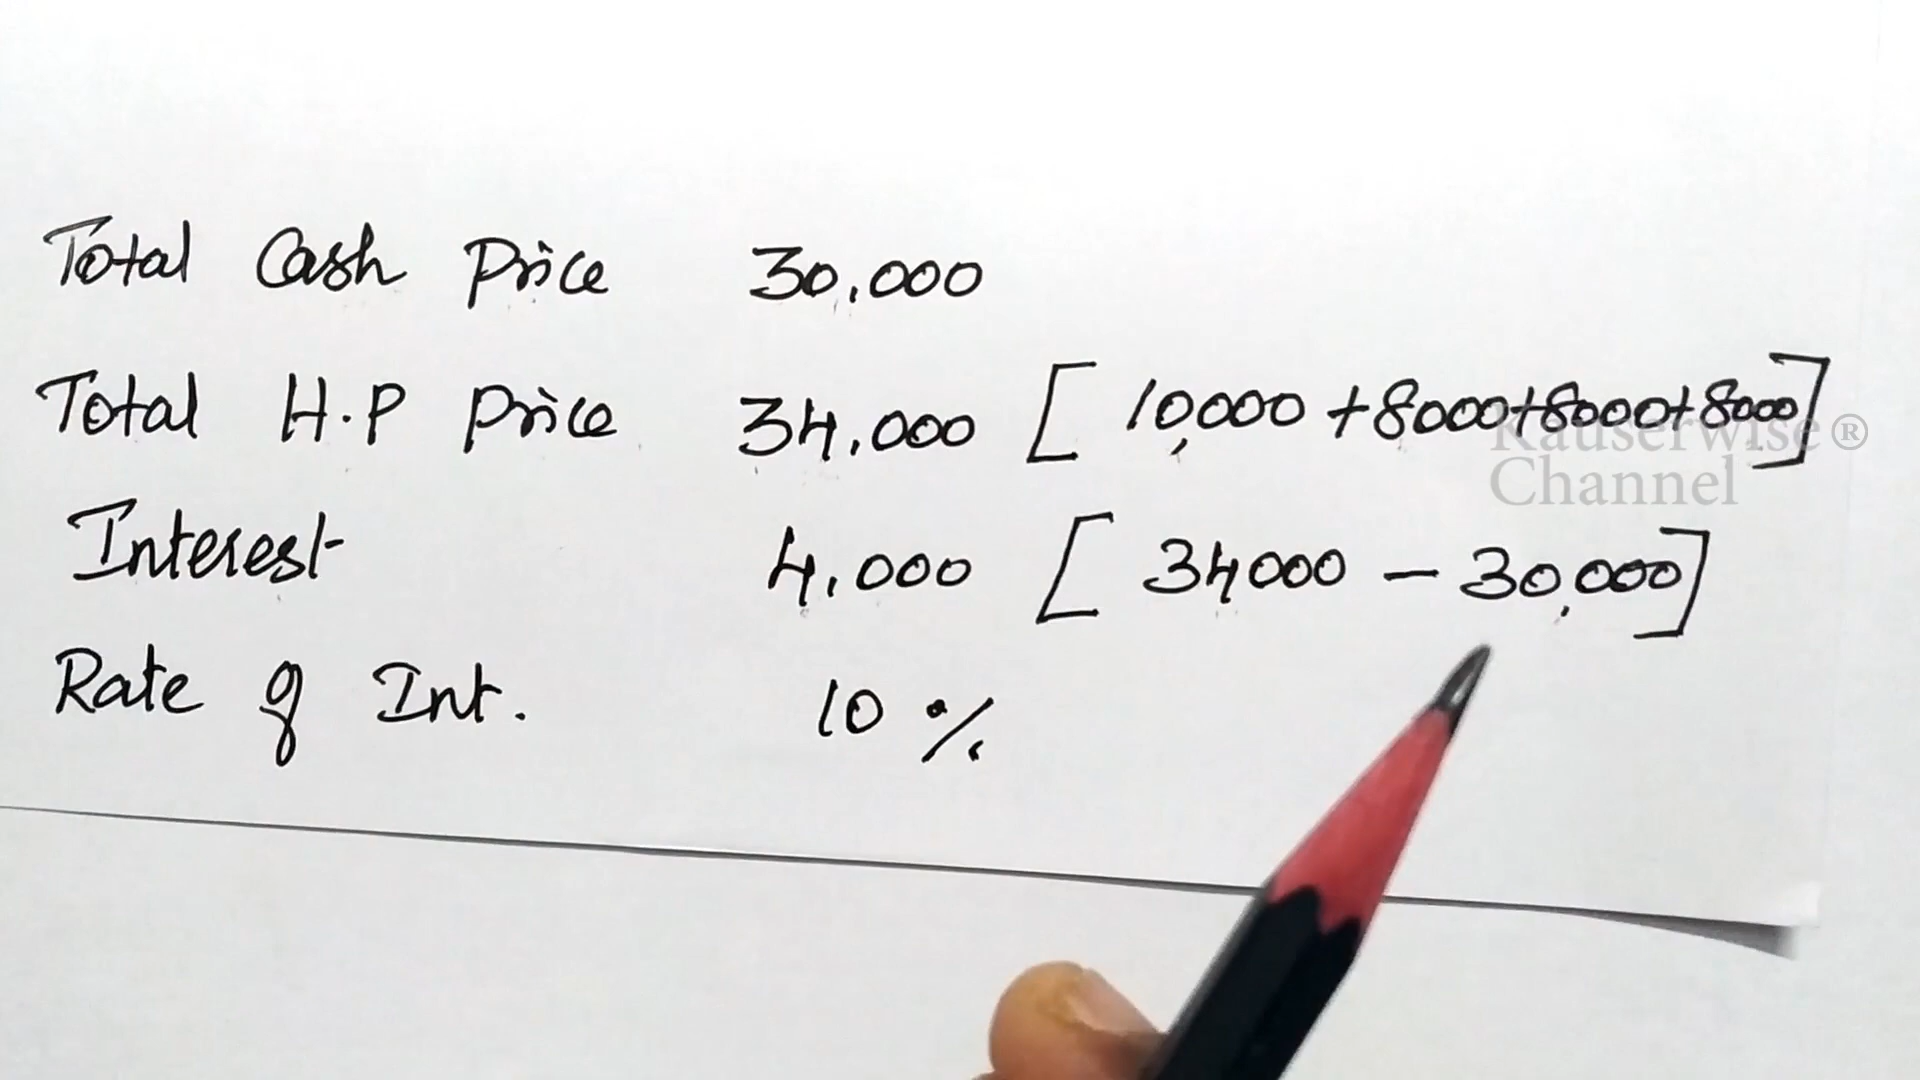 Total Cash Price 30,000
Total H.P Price 34,000 [10,000 + 8000+8000+8000]
Kauserwise ®
Channel
Interest 4,000 [34000 – 30,000]
Rate of Int. 10 %